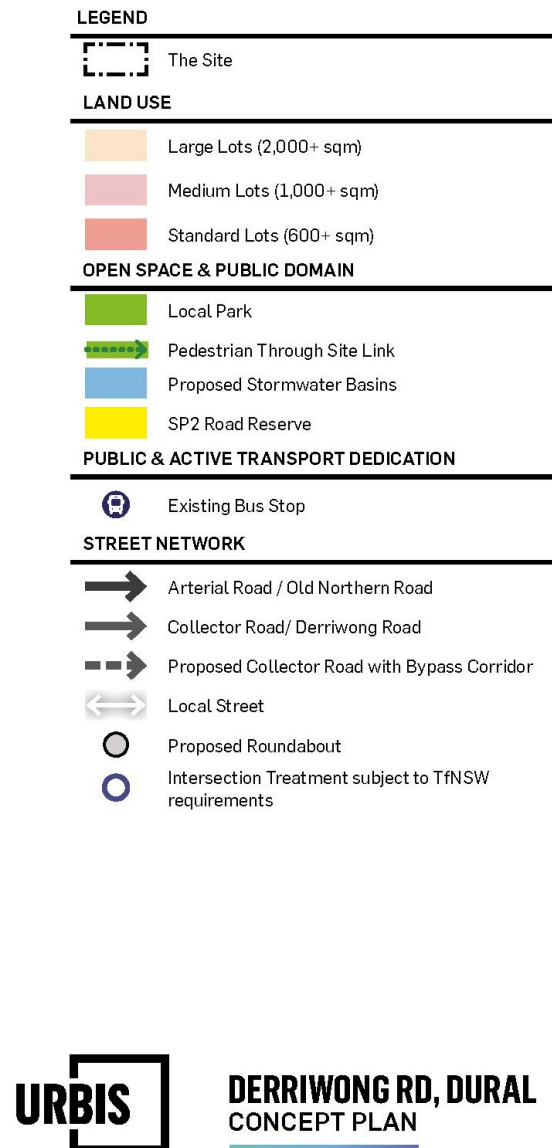 LEGEND
The Site
LAND USE
Large Lots (2,000+ sqm)
Medium Lots (1,000+ sqm)
Standard Lots (600+ sqm)
OPEN SPACE & PUBLIC DOMAIN
Local Park
Pedestrian Through Site Link
Proposed Stormwater Basins
SP2 Road Reserve
PUBLIC & ACTIVE TRANSPORT DEDICATION
Existing Bus Stop
STREET NETWORK
Arterial Road / Old Northern Road
Collector Road/ Derriwong Road
Proposed Collector Road with Bypass Corridor
Local Street
Proposed Roundabout
Intersection Treatment subject to TfNSW
requirements
URBIS
DERRIWONG RD, DURAL
CONCEPT PLAN